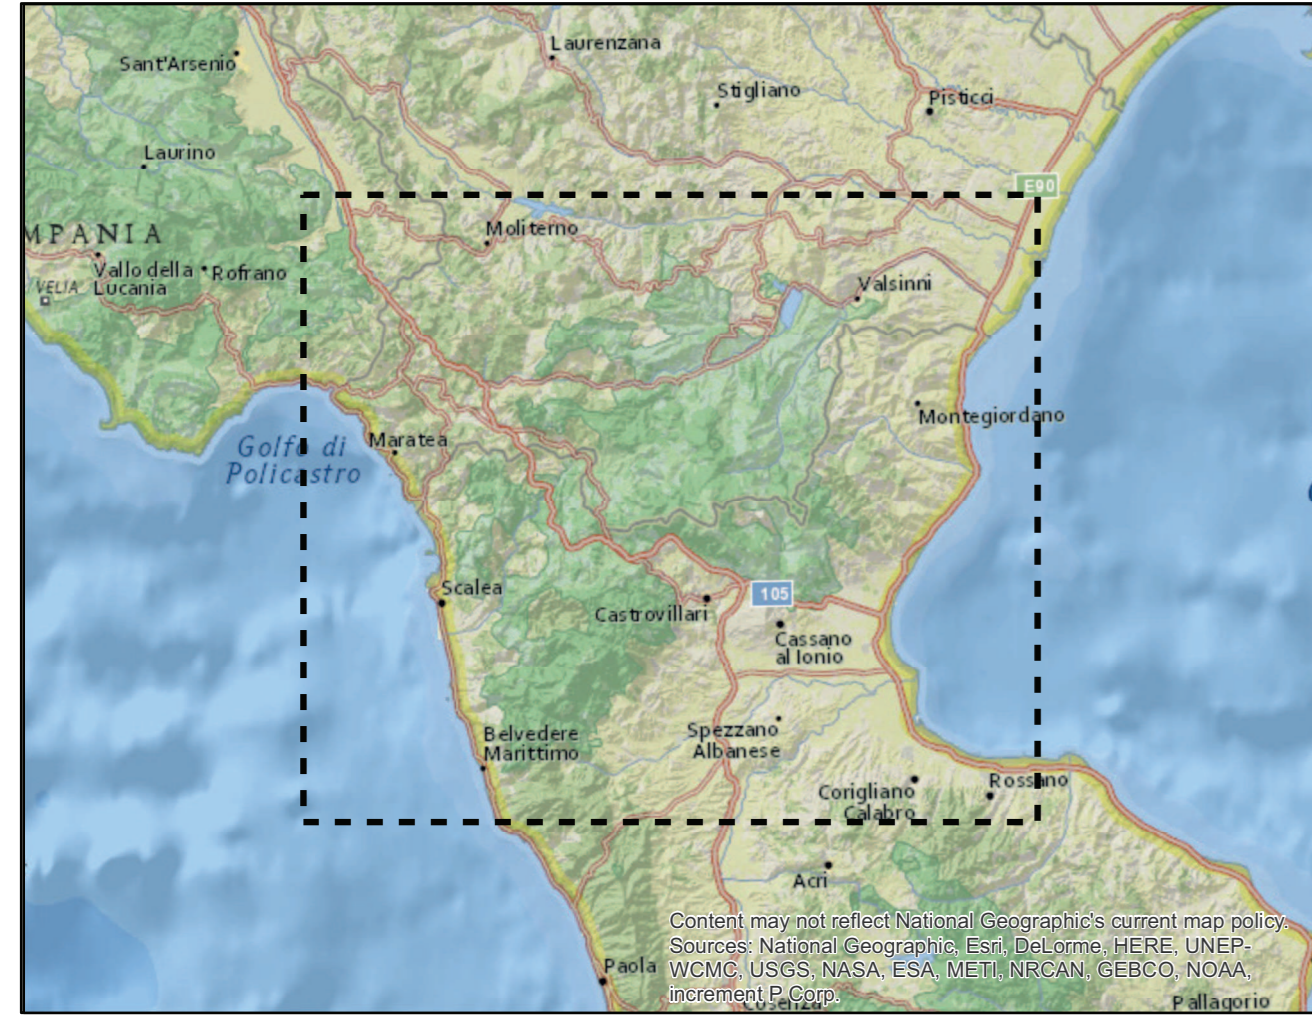 Laurenzana
Sant'Arsenio
Stigliano
Pisticci
Laurino
E90
MPANIA
Moliterno
Vallo della
Lucania
Rofrano
VELIA
Valsinni
Montegiordano
Golfo di
Policastro
Maratea
Scalea
105
Castrovillari
Cassano
al Ionio
Belvedere
Marittimo
Spezzano
Albanese
Rossano
Corigliano
Calabro
Acri
Content may not reflect National Geographic's current map policy.
Sources: National Geographic, Esri, DeLorme, HERE, UNEP-
WCMC, USGS, NASA, ESA, METI, NRCAN, GEBCO, NOAA,
increment P Corp.
Paola
Cosenza
Pallagorio